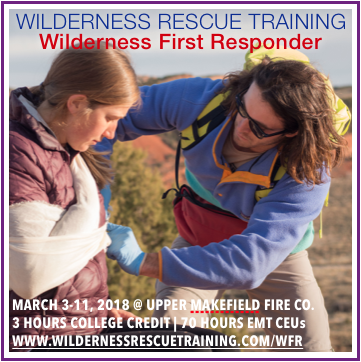 WILDERNESS RESCUE TRAINING
Wilderness First Responder
MARCH 3-11, 2018 @ UPPER MAKEFIELD FIRE CO.
3 HOURS COLLEGE CREDIT | 70 HOURS EMT CEUs
WWW.WILDERNESSRESCUETRAINING.COM/WFR